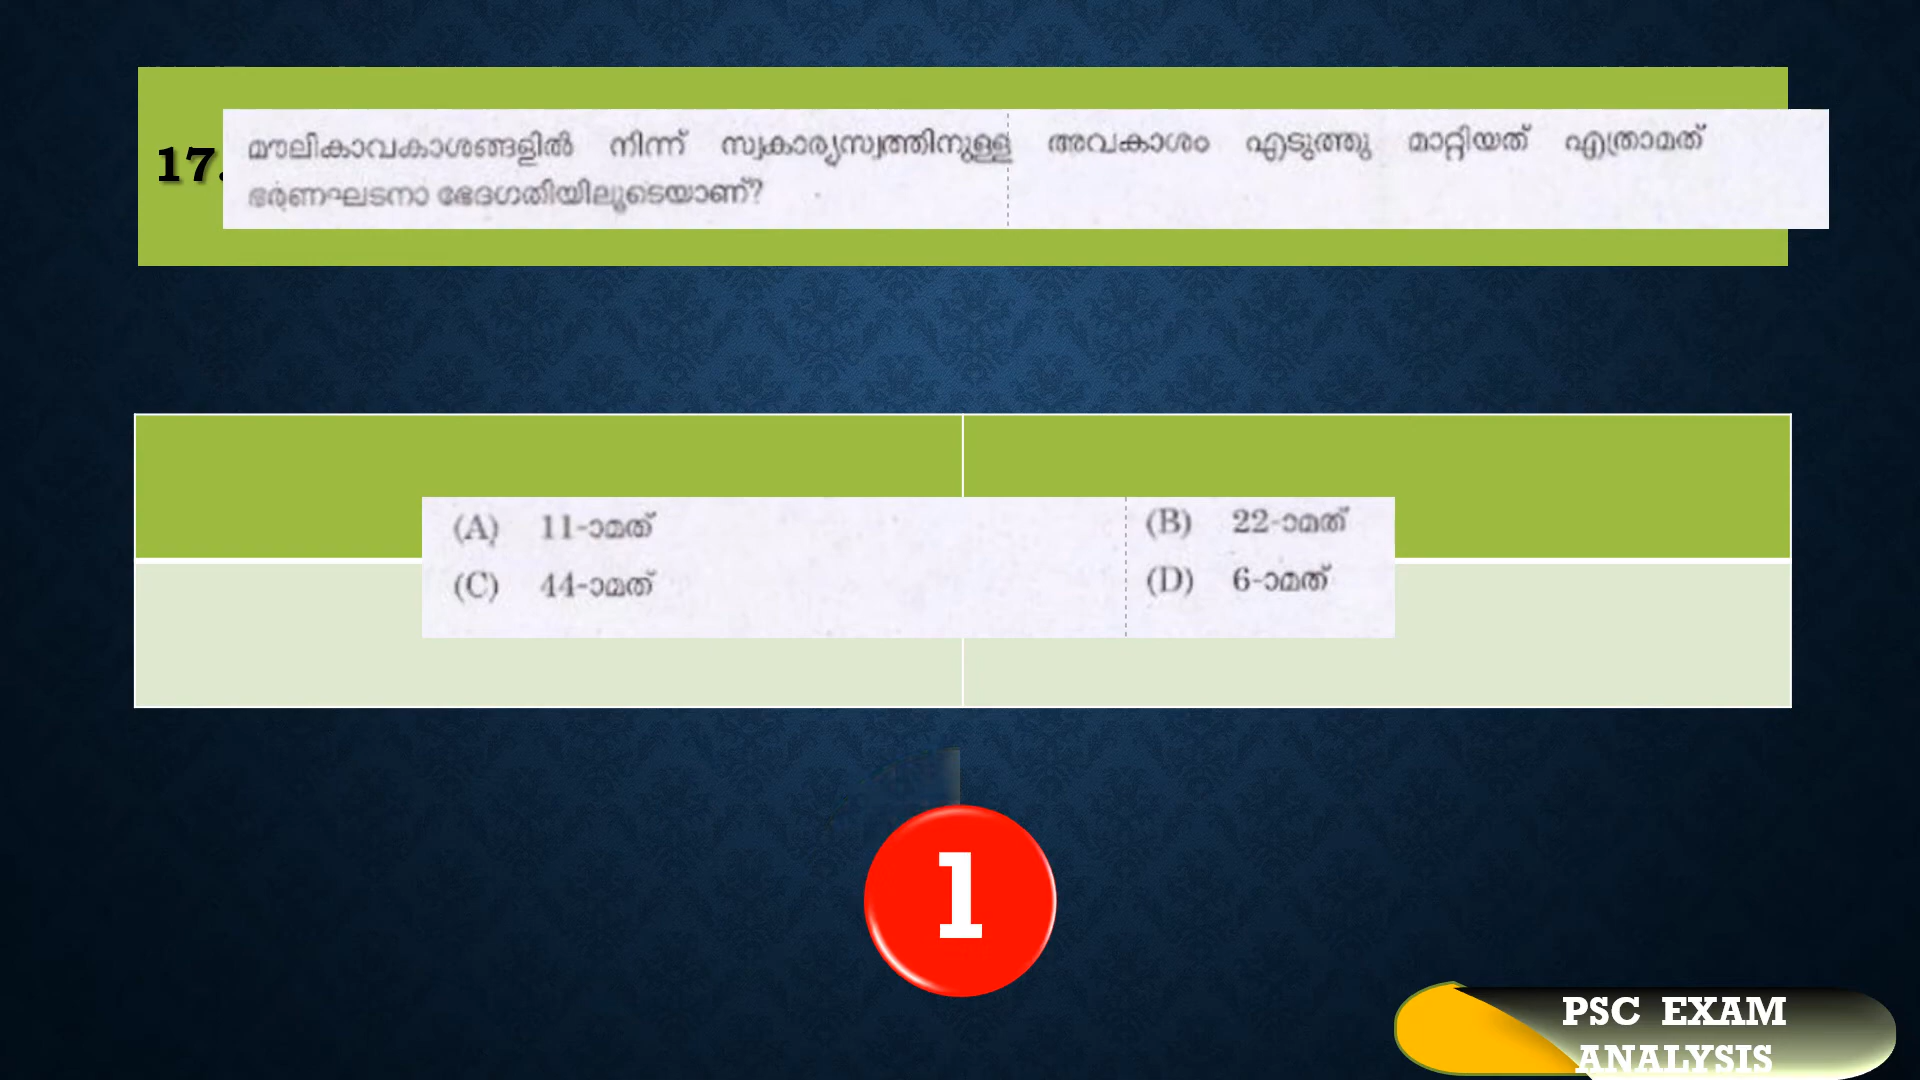 17.
മൗലികാവകാശങ്ങളിൽ നിന്ന് സ്വകാര്യസ്വത്തിനുള്ള അവകാശം എടുത്തു മാറ്റിയത് എത്രാമത്
ഭരണഘടനാ ഭേദഗതിയിലൂടെയാണ്?
(A) 11-ാമത് (B) 22-ാമത്
(C) 44-ാമത് (D) 6-ാമത്
1
PSC EXAM
ANALYSIS